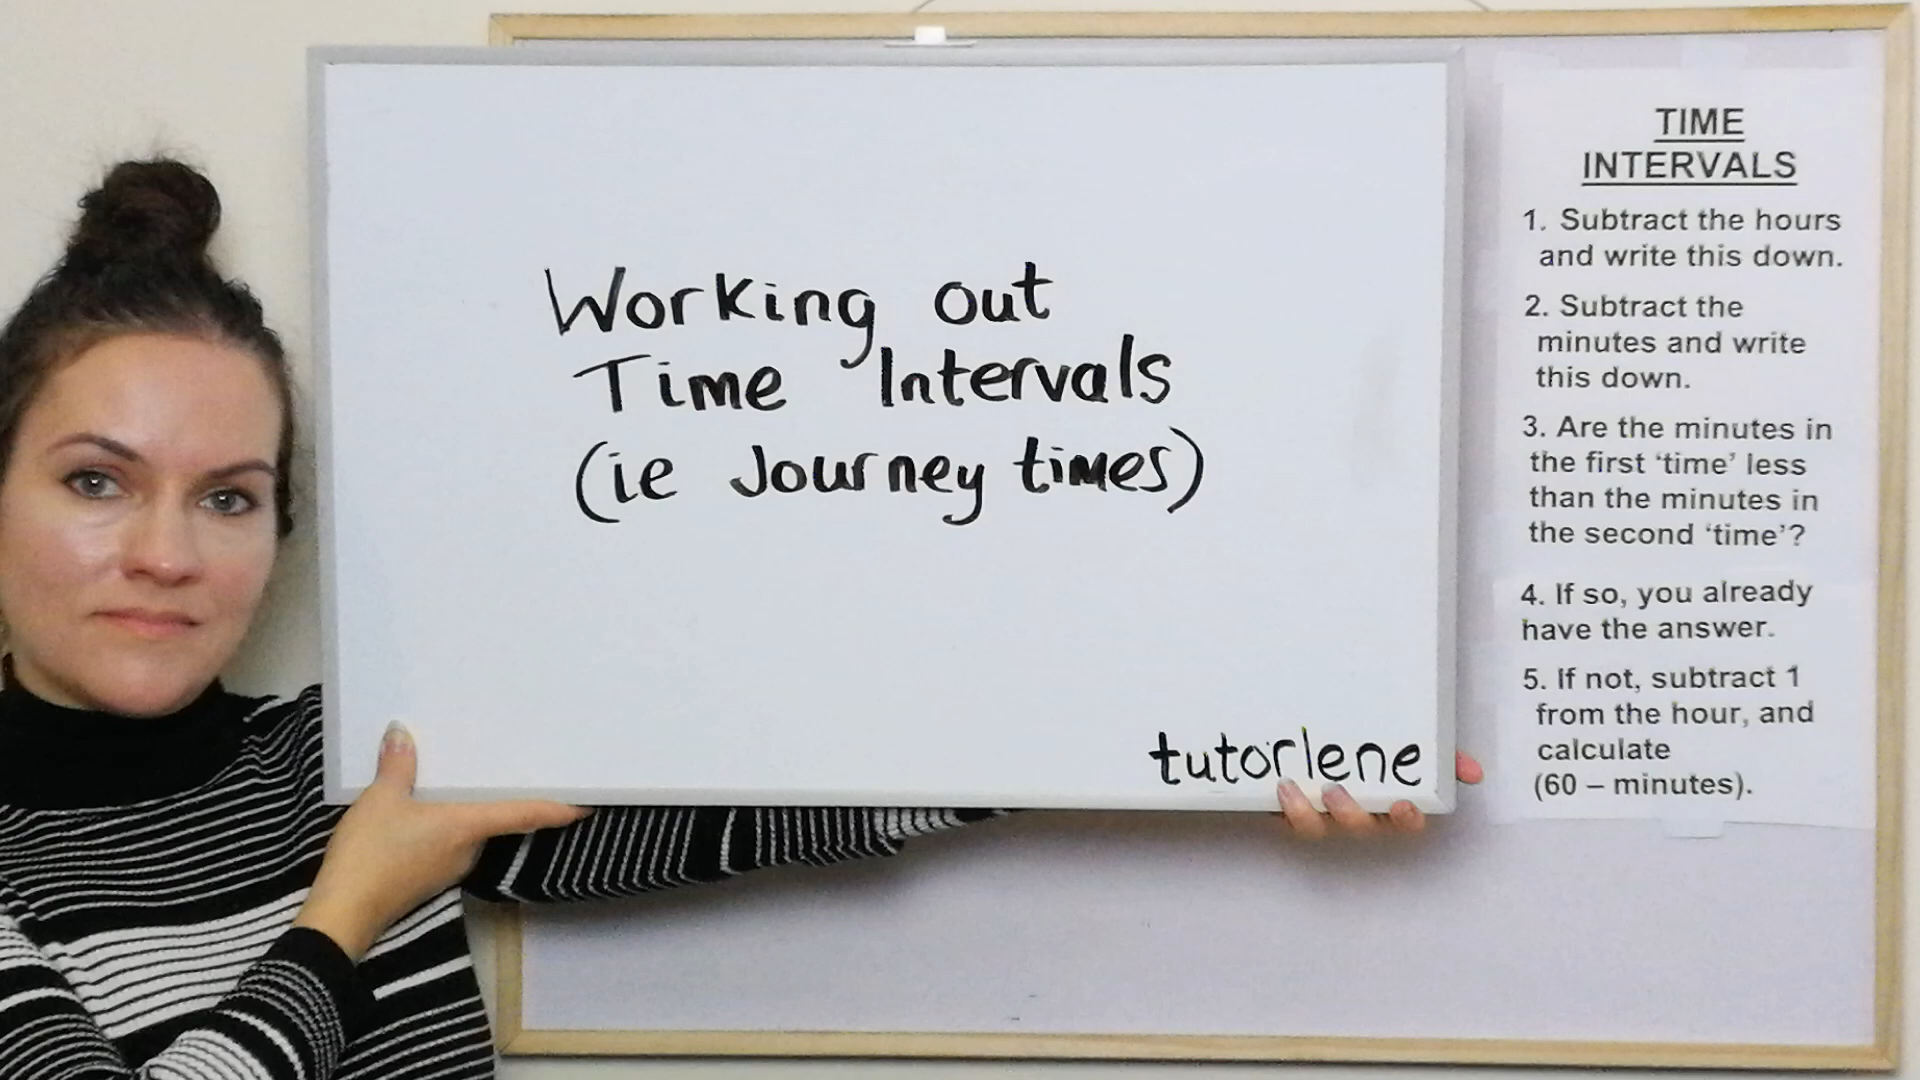 Working out
Time Intervals
(ie Journey times)
tutorlene
TIME
INTERVALS
1. Subtract the hours
and write this down.
2. Subtract the
minutes and write
this down.
3. Are the minutes in
the first ‘time’ less
than the minutes in
the second ‘time’?
4. If so, you already
have the answer.
5. If not, subtract 1
from the hour, and
calculate
(60 – minutes).